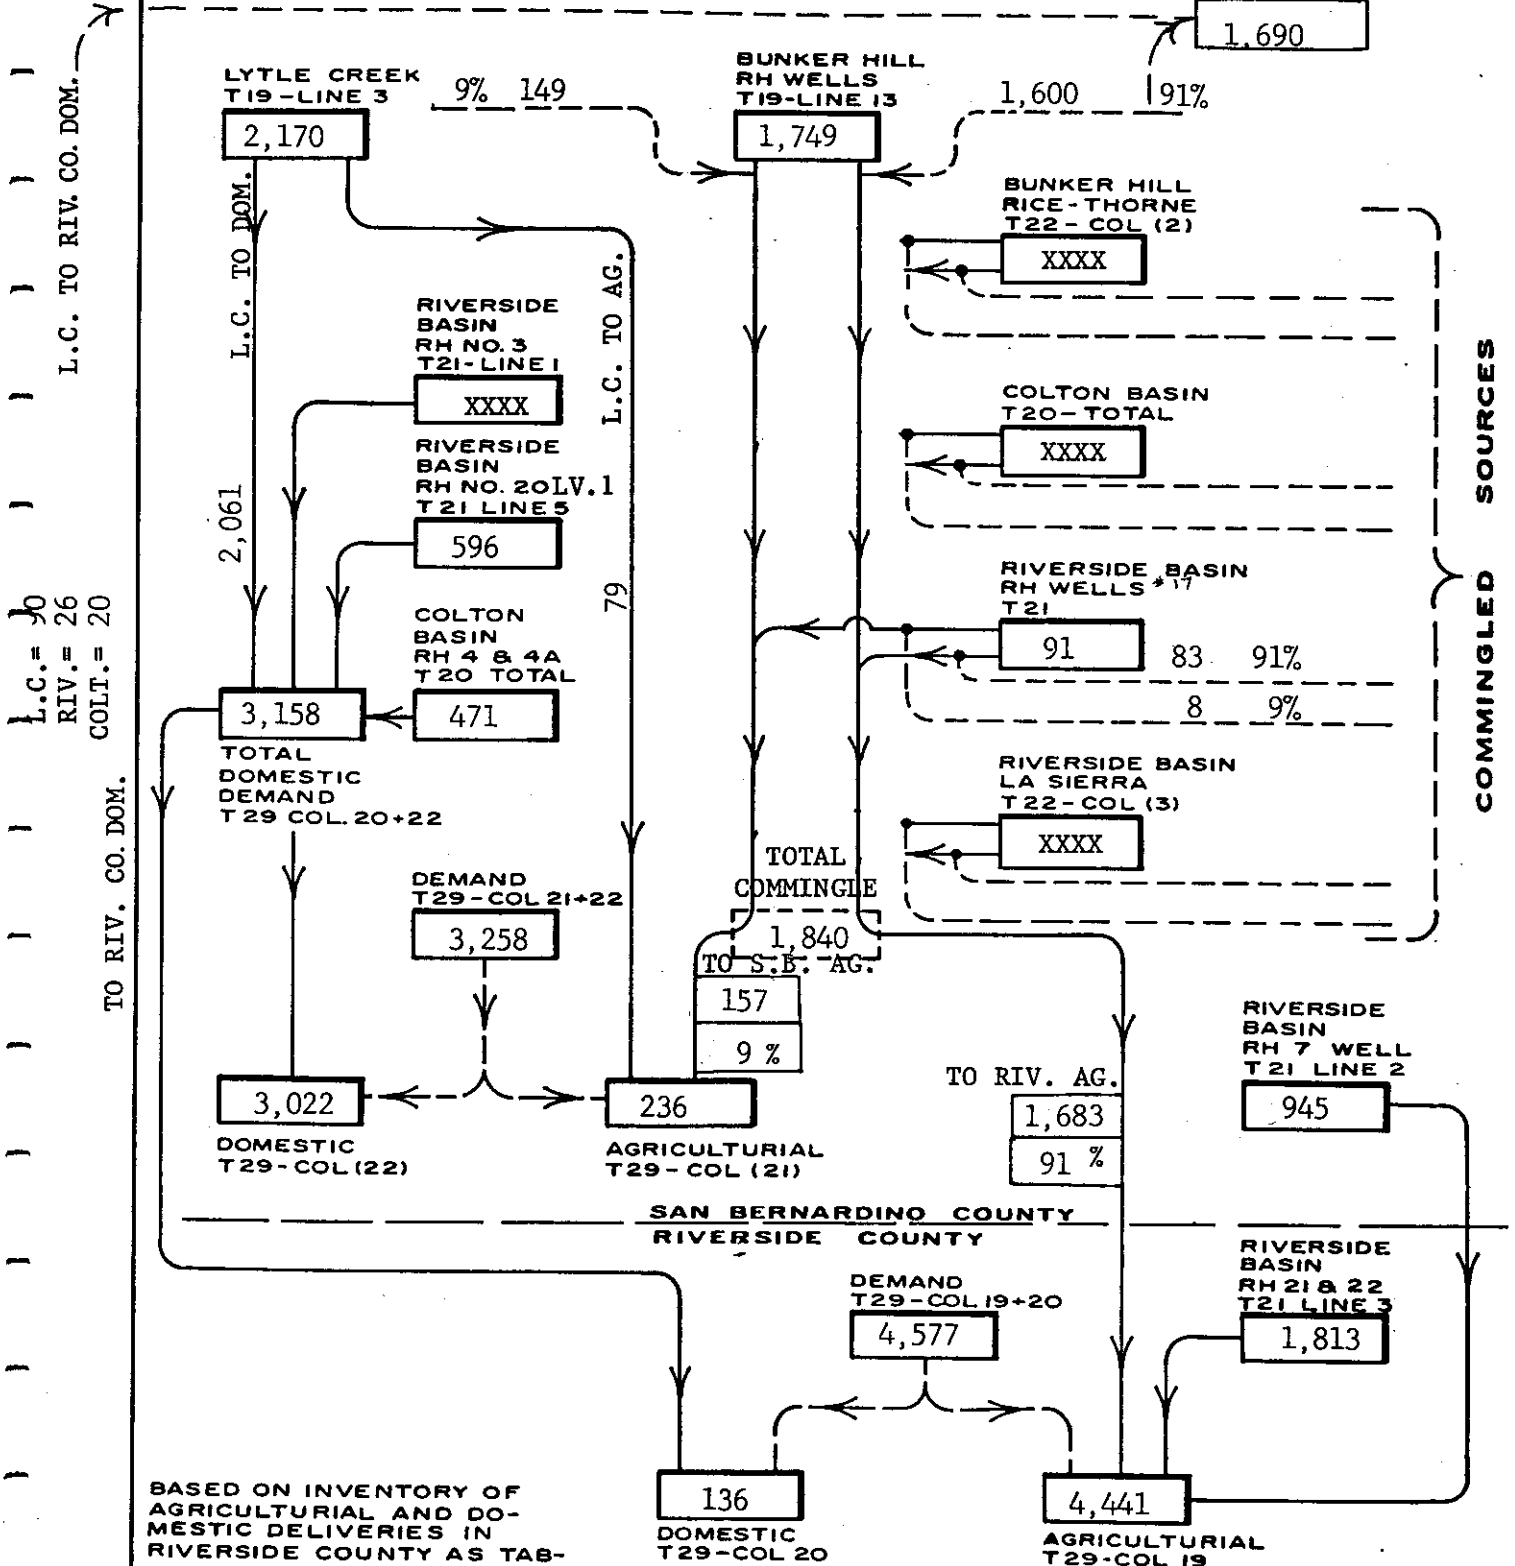 1,690
L.C. TO RIV. CO. DOM.
LYTLE CREEK
T19-LINE 3
2,170
9% 149
BUNKER HILL
RH WELLS
T19-LINE 13
1,749
1,600 91%
BUNKER HILL
RICE-THORNE
T22-COL (2)
XXXX
L.C. TO DOM.
2,061
L.C. TO AG.
79
RIVERSIDE
BASIN
RH NO. 3
T21-LINE 1
XXXX
RIVERSIDE
BASIN
RH NO. 20 LV.1
T21 LINE 5
596
COLTON BASIN
T20-TOTAL
XXXX
COMMINGLED SOURCES
RIVERSIDE BASIN
RH WELLS #17
T21
91
83 91%
8 9%
L.C.= 90
RIV.= 26
COLT.= 20
TO RIV. CO. DOM.
COLTON
BASIN
RH 4 & 4A
T20 TOTAL
471
3,158
TOTAL
DOMESTIC
DEMAND
T29 COL. 20+22
RIVERSIDE BASIN
LA SIERRA
T22-COL (3)
XXXX
TOTAL
COMMINGLE
1,840
TO S.B. AG.
157
9 %
DEMAND
T29-COL 21+22
3,258
3,022
DOMESTIC
T29-COL (22)
236
AGRICULTURIAL
T29-COL (21)
TO RIV. AG.
1,683
91 %
RIVERSIDE
BASIN
RH 7 WELL
T21 LINE 2
945
SAN BERNARDINO COUNTY
RIVERSIDE COUNTY
RIVERSIDE
BASIN
RH 21 & 22
T21 LINE 3
1,813
DEMAND
T29-COL 19+20
4,577
136
DOMESTIC
T29-COL 20
4,441
AGRICULTURIAL
T29-COL 19
BASED ON INVENTORY OF
AGRICULTURIAL AND DO-
MESTIC DELIVERIES IN
RIVERSIDE COUNTY AS TAB-